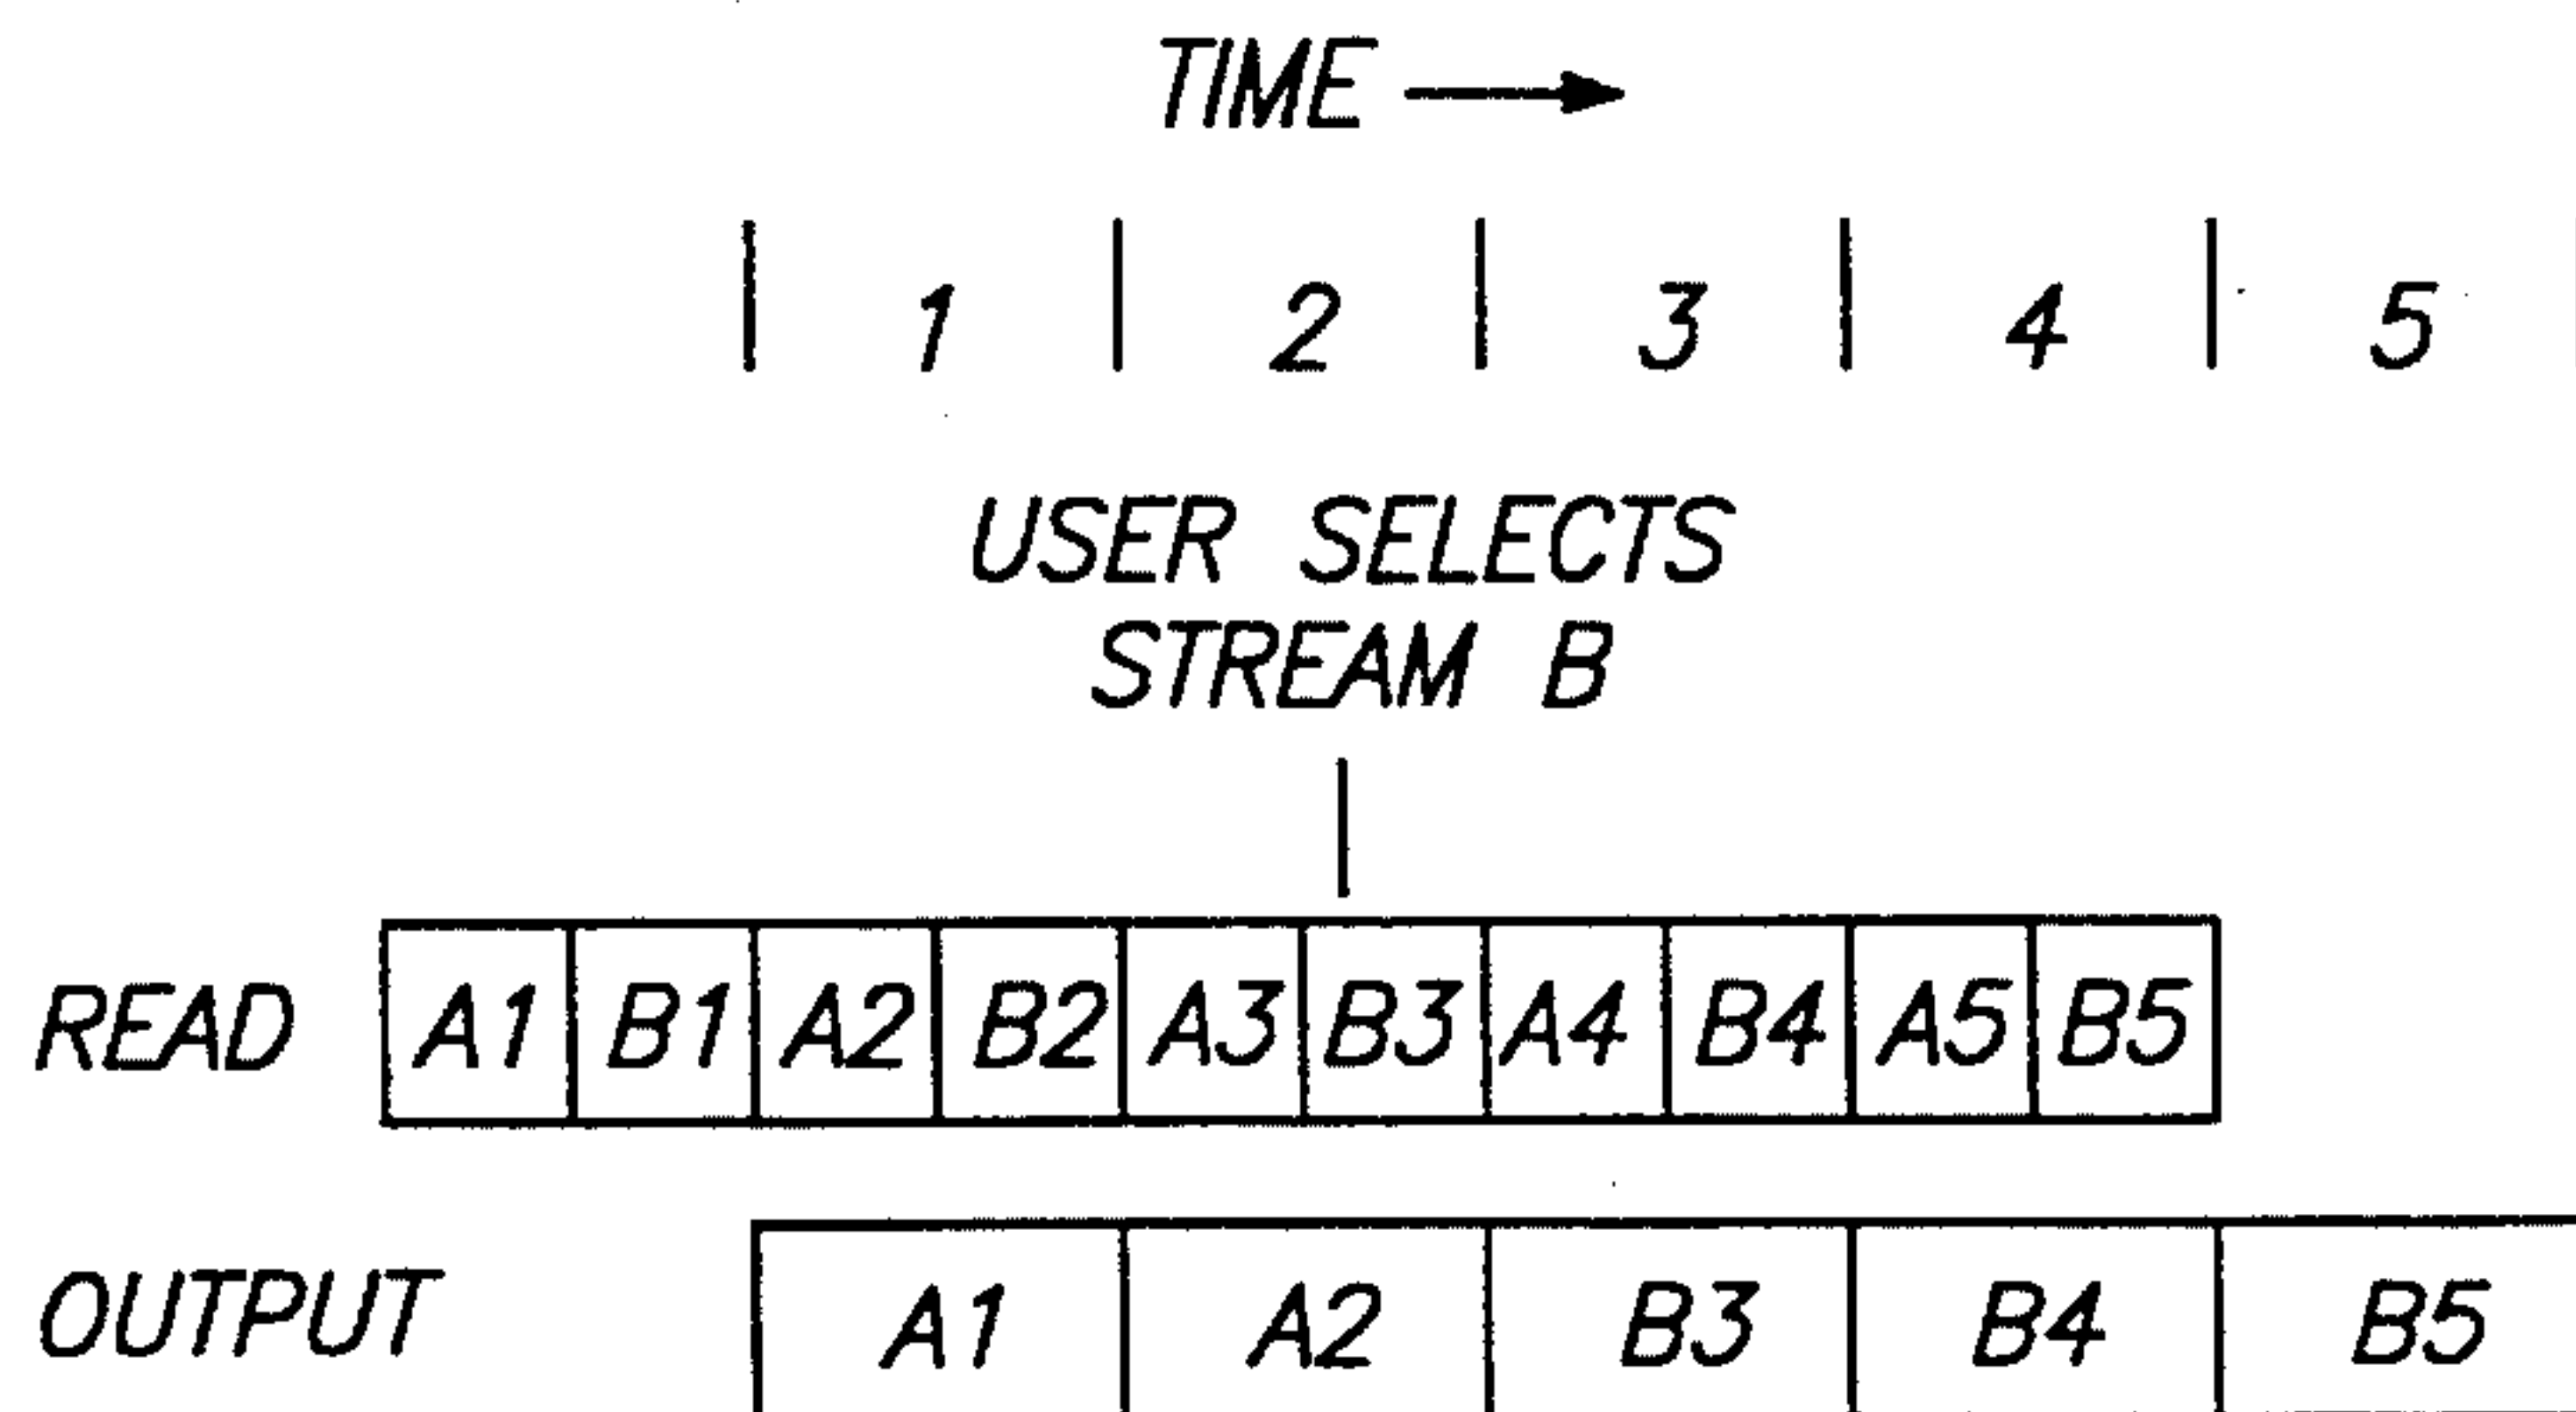 TIME
1 2 3 4 5
USER SELECTS
STREAM B
READ A1 B1 A2 B2 A3 B3 A4 B4 A5 B5
OUTPUT A1 A2 B3 B4 B5